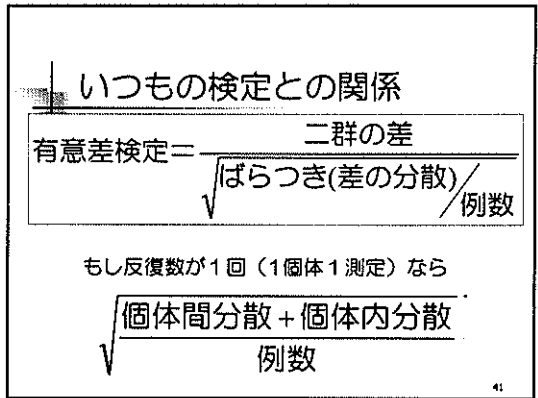 いつもの検定との関係
有意差検定＝二群の差
√ばらつき(差の分散)/例数
もし反復数が1回（1個体1測定）なら
√個体間分散+個体内分散
例数
41